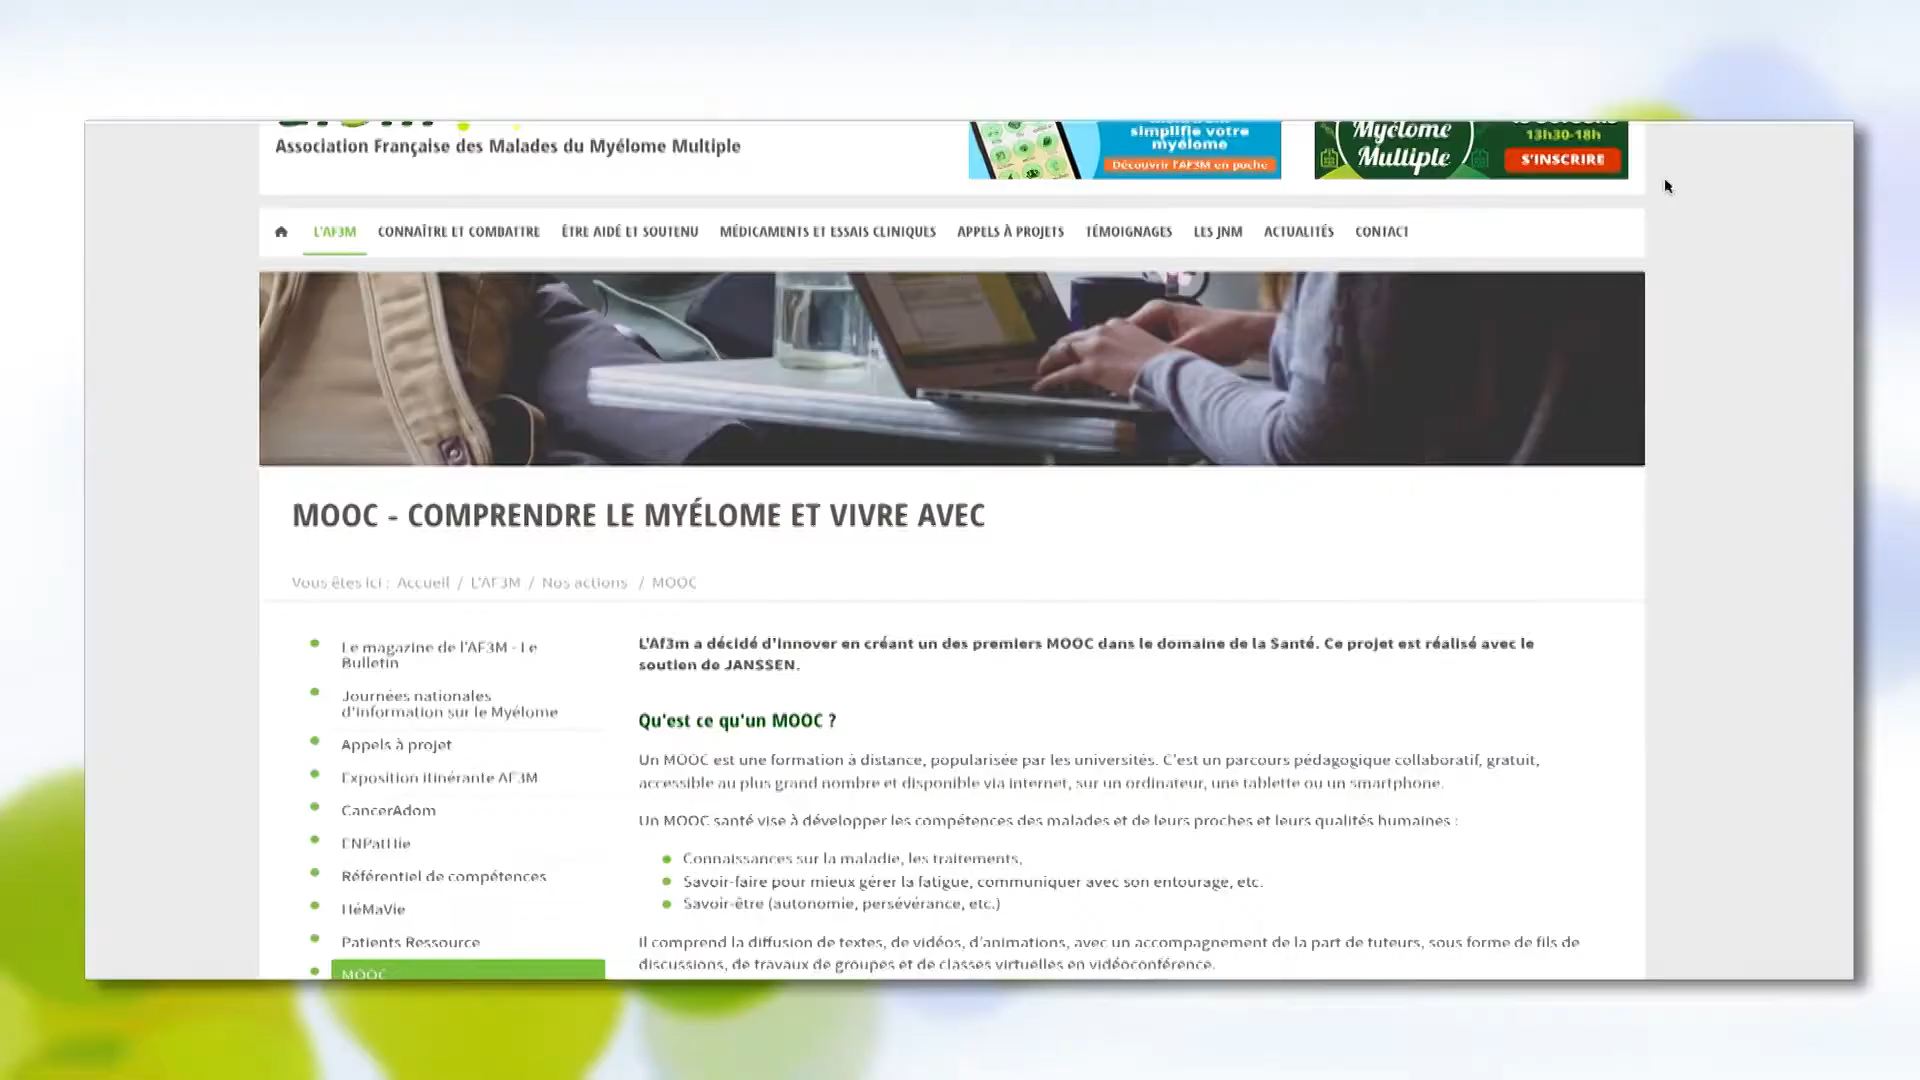 Association Française des Malades du Myélome Multiple
simplifie votre
myélome
Découvrir l'AF3M en poche
Myélome
Multiple
13h30-18h
S'INSCRIRE
L'AF3M CONNAÎTRE ET COMBATTRE ÊTRE AIDÉ ET SOUTENU MÉDICAMENTS ET ESSAIS CLINIQUES APPELS À PROJETS TÉMOIGNAGES LES JNM ACTUALITÉS CONTACT
MOOC - COMPRENDRE LE MYÉLOME ET VIVRE AVEC
Vous êtes ici : Accueil / L'AF3M / Nos actions / MOOC
Le magazine de l'AF3M - Le
Bulletin
Journées nationales
d'information sur le Myélome
Appels à projet
Exposition itinérante AF3M
CancerAdom
ENPatHie
Référentiel de compétences
HéMaVie
Patients Ressource
MOOC
L'Af3m a décidé d'innover en créant un des premiers MOOC dans le domaine de la Santé. Ce projet est réalisé avec le
soutien de JANSSEN.
Qu'est ce qu'un MOOC ?
Un MOOC est une formation à distance, popularisée par les universités. C'est un parcours pédagogique collaboratif, gratuit,
accessible au plus grand nombre et disponible via internet, sur un ordinateur, une tablette ou un smartphone.
Un MOOC santé vise à développer les compétences des malades et de leurs proches et leurs qualités humaines :
Connaissances sur la maladie, les traitements,
Savoir-faire pour mieux gérer la fatigue, communiquer avec son entourage, etc.
Savoir-être (autonomie, persévérance, etc.)
Il comprend la diffusion de textes, de vidéos, d'animations, avec un accompagnement de la part de tuteurs, sous forme de fils de
discussions, de travaux de groupes et de classes virtuelles en vidéoconférence.